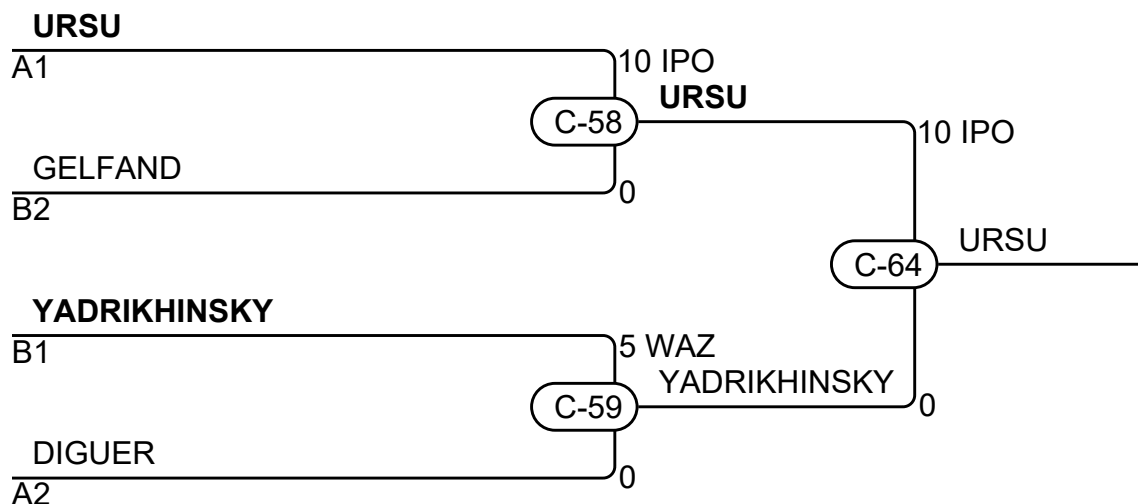 URSU
A1
10 IPO
URSU
C-58
10 IPO
GELFAND
B2
0
URSU
C-64
YADRIKHINSKY
B1
5 WAZ
YADRIKHINSKY
C-59
0
DIGUER
A2
0